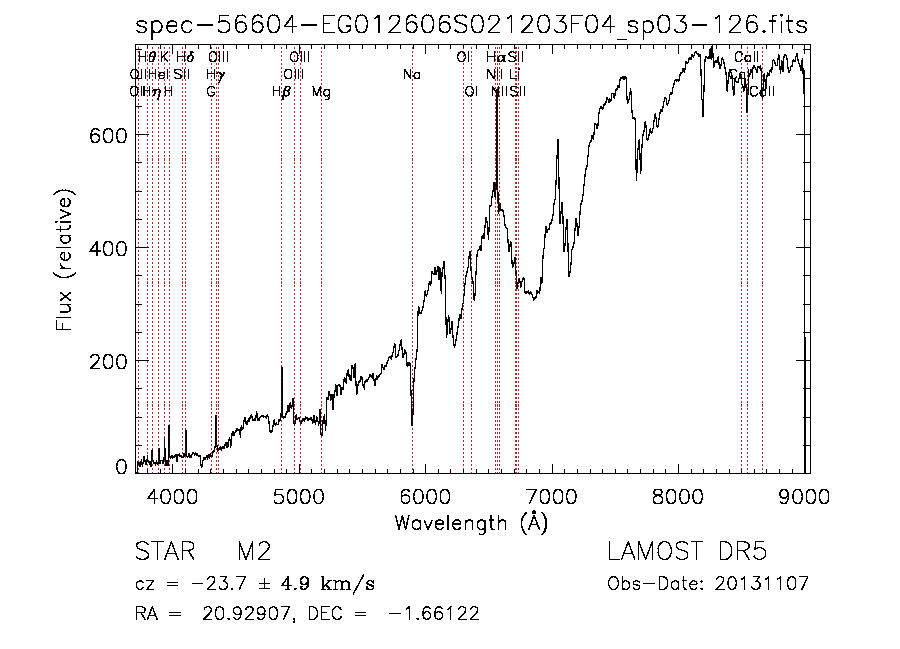 spec-56604-EG012606S021203F04_sp03-126.fits
Hθ K Hδ OIII OIII OI Hα SII CaII
OII HeI SII Hγ OIII Na NII Li CaII
OII Hη H G Hβ Mg OI NII SII CaII
600
400
200
0
Flux (relative)
4000 5000 6000 7000 8000 9000
Wavelength (Å)
STAR M2 LAMOST DR5
cz = −23.7 ± 4.9 km/s Obs−Date: 20131107
RA = 20.92907, DEC = −1.66122